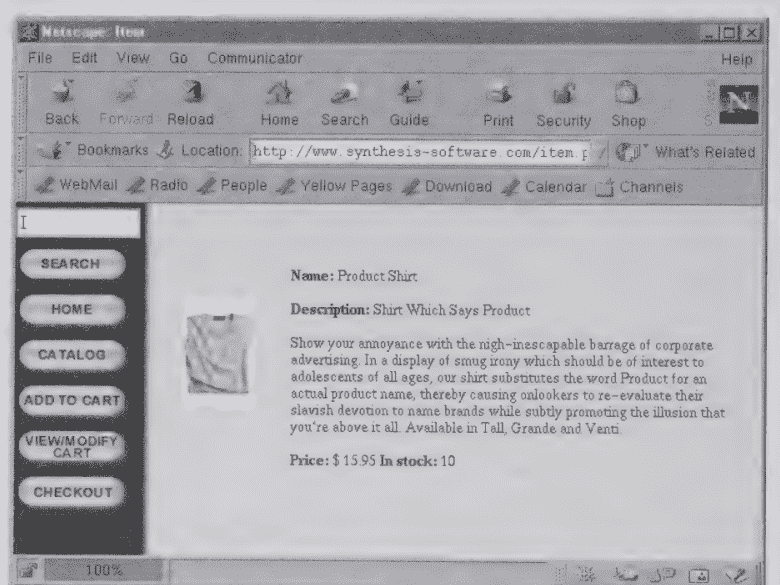 Netscape: Item
File Edit View Go Communicator Help
Back Forward Reload Home Search Guide Print Security Shop
N
Bookmarks Location: http://www.synthesis-software.com/item.p What's Related
WebMail Radio People Yellow Pages Download Calendar Channels
SEARCH
HOME
CATALOG
ADD TO CART
VIEW/MODIFY
CART
CHECKOUT
Name: Product Shirt
Description: Shirt Which Says Product
Show your annoyance with the nigh-inescapable barrage of corporate
advertising. In a display of smug irony which should be of interest to
adolescents of all ages, our shirt substitutes the word Product for an
actual product name, thereby causing onlookers to re-evaluate their
slavish devotion to name brands while subtly promoting the illusion that
you're above it all. Available in Tall, Grande and Venti.
Price: $ 15.95 In stock: 10
100%